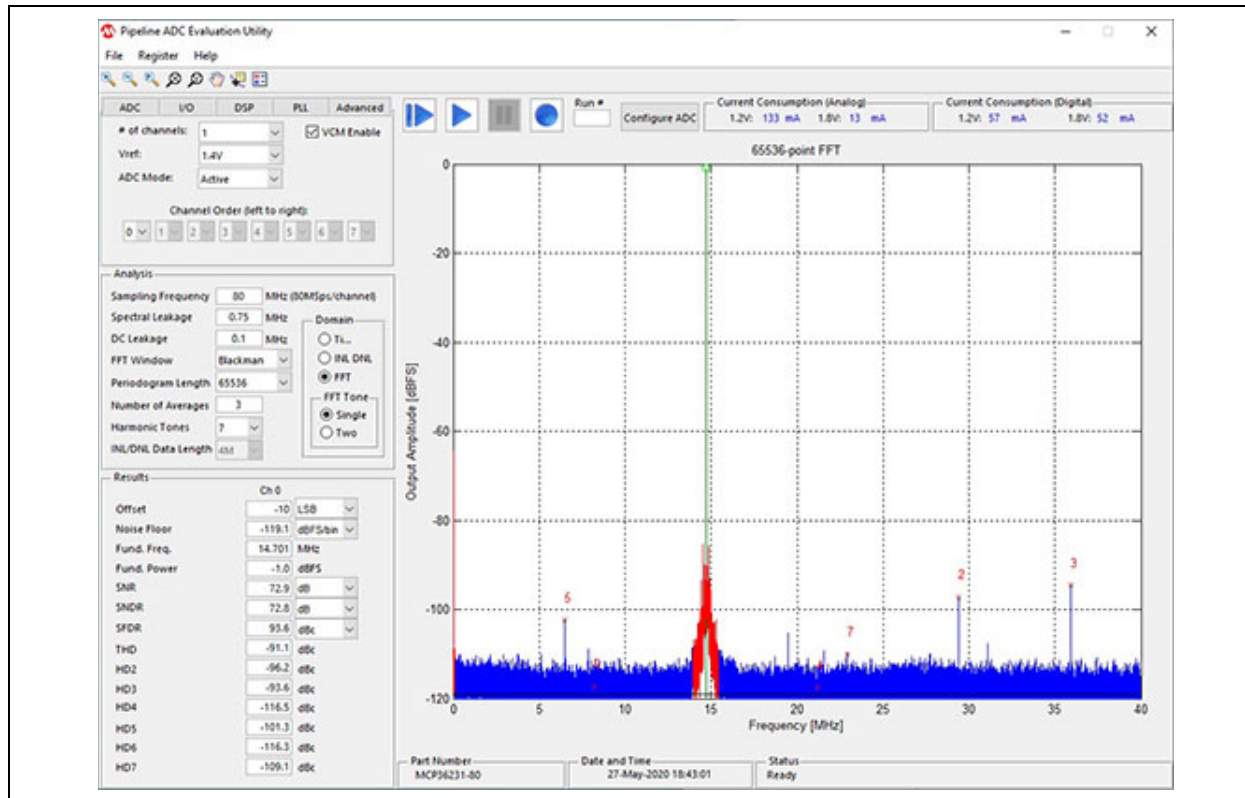 Pipeline ADC Evaluation Utility
File Register Help
ADC I/O DSP PLL Advanced
# of channels: 1 VCM Enable
Vref: 1.4V
ADC Mode: Active
Channel Order (left to right):
0 1 2 3 4 5 6 7
Run #
Configure ADC
Current Consumption (Analog)
1.2V: 133 mA 1.8V: 13 mA
Current Consumption (Digital)
1.2V: 57 mA 1.8V: 52 mA
Analysis
Sampling Frequency 80 MHz (80MSps/channel)
Spectral Leakage 0.75 MHz
DC Leakage 0.1 MHz
FFT Window Blackman
Periodogram Length 65536
Number of Averages 3
Harmonic Tones 7
INL/DNL Data Length 4M
Domain
Ti...
INL DNL
FFT
FFT Tone
Single
Two
Results
Ch 0
Offset -10 LSB
Noise Floor -119.1 dBFS/bin
Fund. Freq. 14.701 MHz
Fund. Power -1.0 dBFS
SNR 72.9 dB
SNDR 72.8 dB
SFDR 93.6 dBc
THD -91.1 dBc
HD2 -96.2 dBc
HD3 -93.6 dBc
HD4 -116.5 dBc
HD5 -101.3 dBc
HD6 -116.3 dBc
HD7 -109.1 dBc
65536-point FFT
Output Amplitude [dBFS]
0
-20
-40
-60
-80
-100
-120
5
7
2
3
0 5 10 15 20 25 30 35 40
Frequency [MHz]
Part Number
MCP36231-80
Date and Time
27-May-2020 18:43:01
Status
Ready